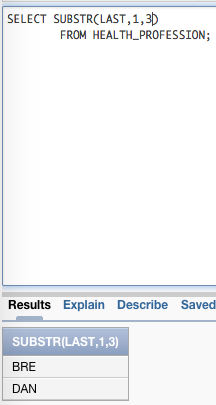 SELECT SUBSTR(LAST,1,3)
FROM HEALTH_PROFESSION;
Results Explain Describe Saved
SUBSTR(LAST,1,3)
BRE
DAN